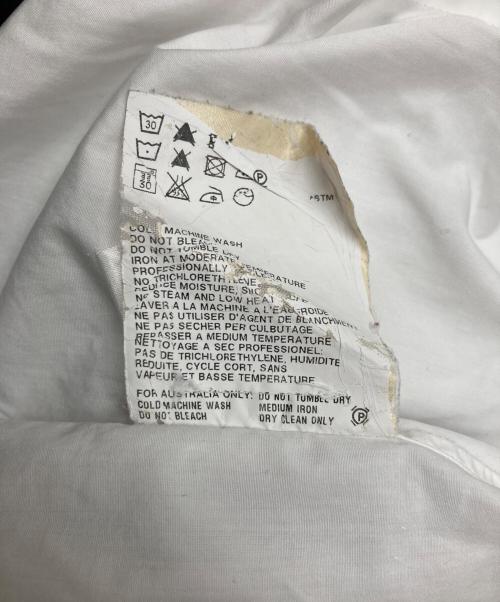 30
P
30
*STM
COLD MACHINE WASH
DO NOT BLEACH
DO NOT TUMBLE DRY
IRON AT MODERATE TEMPERATURE
PROFESSIONALLY
NO TRICHLORETHYLENE
REDUCE MOISTURE,
NO STEAM AND LOW HEAT
LAVER A LA MACHINE A L'EAU FROIDE
NE PAS UTILISER D'AGENT DE BLANCHIMENT
NE PAS SECHER PAR CULBUTAGE
REPASSER A MEDIUM TEMPERATURE
NETTOYAGE A SEC PROFESSIONEL:
PAS DE TRICHLORETHYLENE, HUMIDITE
REDUITE, CYCLE CORT, SANS
VAPEUR ET BASSE TEMPERATURE
FOR AUSTRALIA ONLY: DO NOT TUMBLE DRY
COLD MACHINE WASH MEDIUM IRON
DO NOT BLEACH DRY CLEAN ONLY P